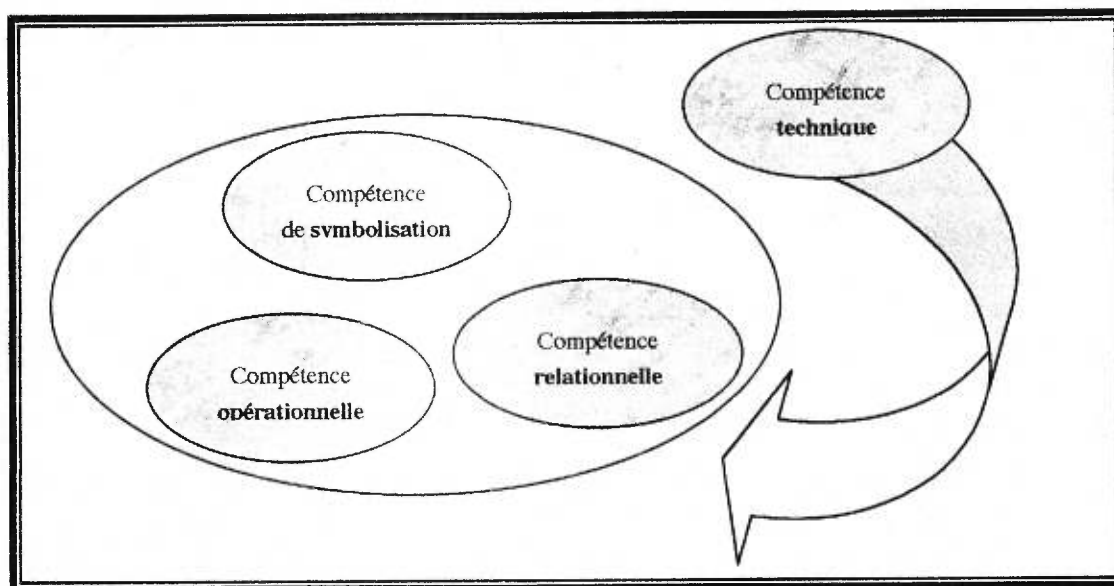 Compétence
technique
Compétence
de symbolisation
Compétence
relationnelle
Compétence
opérationnelle